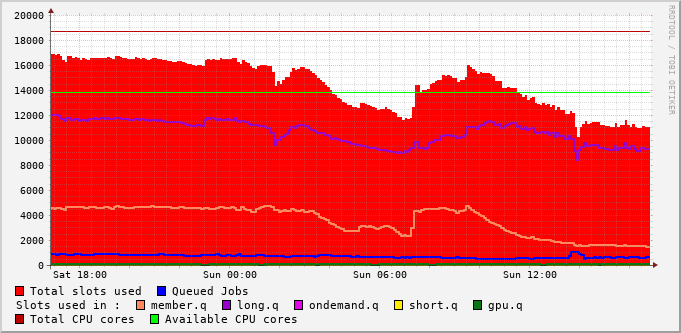 20000
18000
16000
14000
12000
10000
8000
6000
4000
2000
0
Sat 18:00 Sun 00:00 Sun 06:00 Sun 12:00
RRDTOOL / TOBI OETIKER
Total slots used Queued Jobs
Slots used in : member.q long.q ondemand.q short.q gpu.q
Total CPU cores Available CPU cores